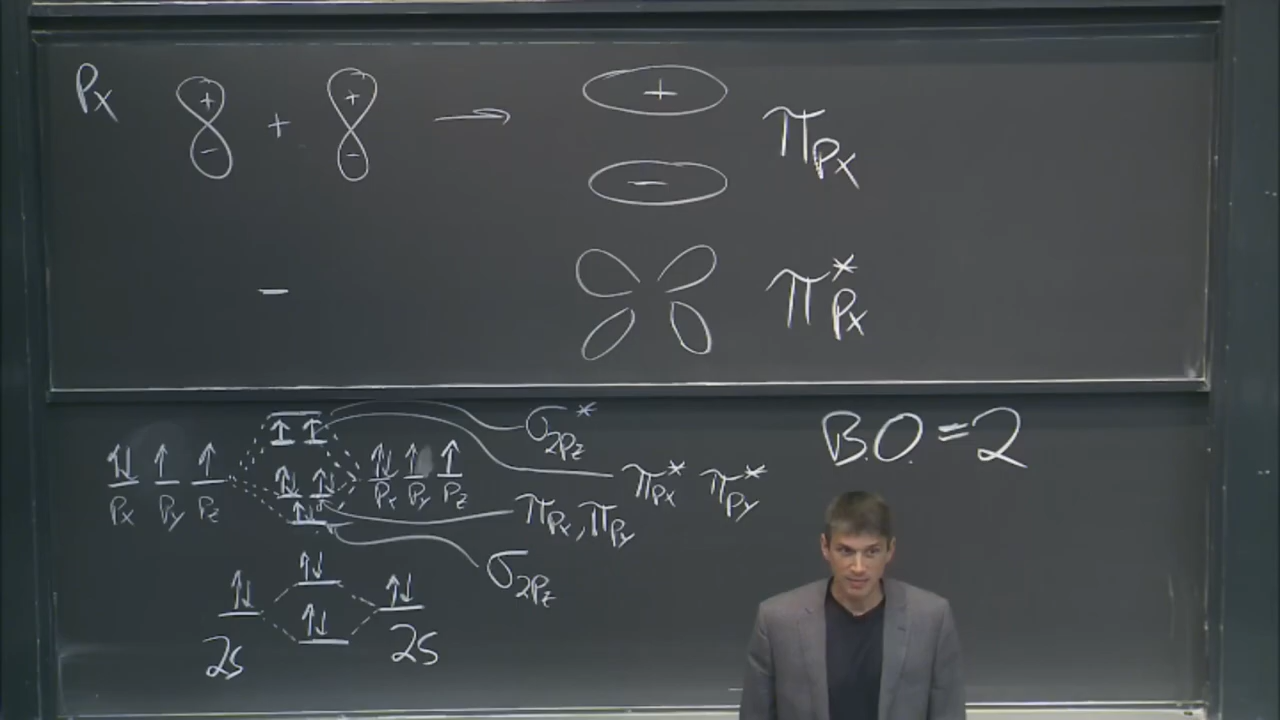 Px + + - → + - πPx
- π*Px
σ*2Pz B.O. = 2
↑↓ ↑ ↑ ↑ ↑ ↑↓ ↑ ↑ π*Px π*Py
Px Py Pz ↑↓ ↑↓ Px Py Pz
↑↓ πPx, πPy
↑↓ σ2Pz
↑↓ ↑↓ ↑↓
2s 2s